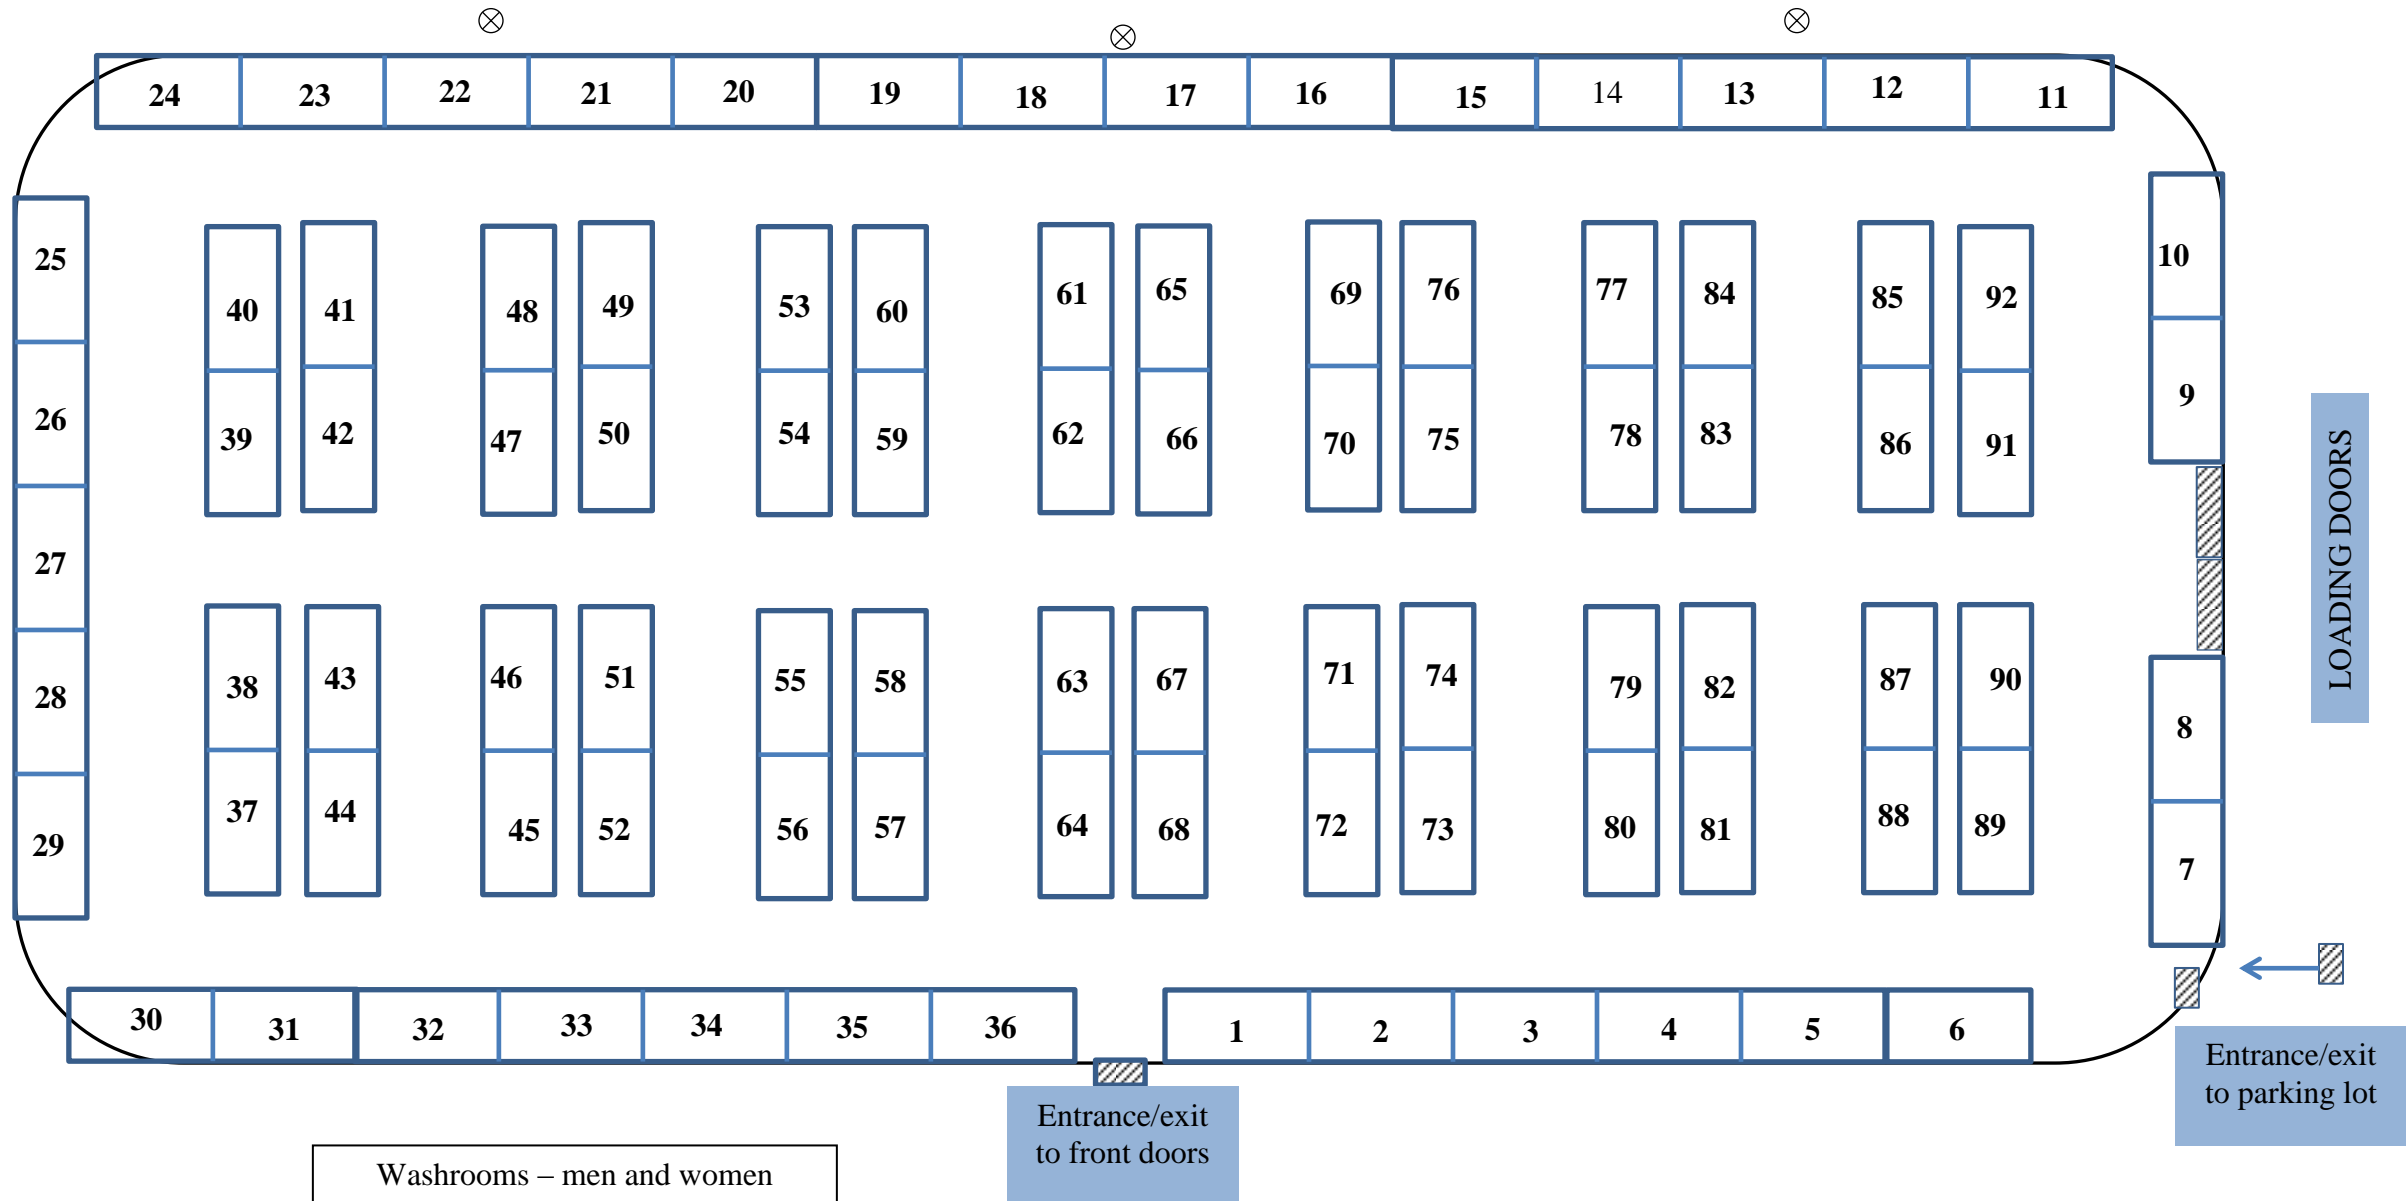 24 23 22 21 20 19 18 17 16 15 14 13 12 11
25 40 41 48 49 53 60 61 65 69 76 77 84 85 92 10
26 39 42 47 50 54 59 62 66 70 75 78 83 86 91 9
27
LOADING DOORS
28 38 43 46 51 55 58 63 67 71 74 79 82 87 90 8
29 37 44 45 52 56 57 64 68 72 73 80 81 88 89 7
30 31 32 33 34 35 36 1 2 3 4 5 6
Entrance/exit
to parking lot
Entrance/exit
to front doors
Washrooms – men and women